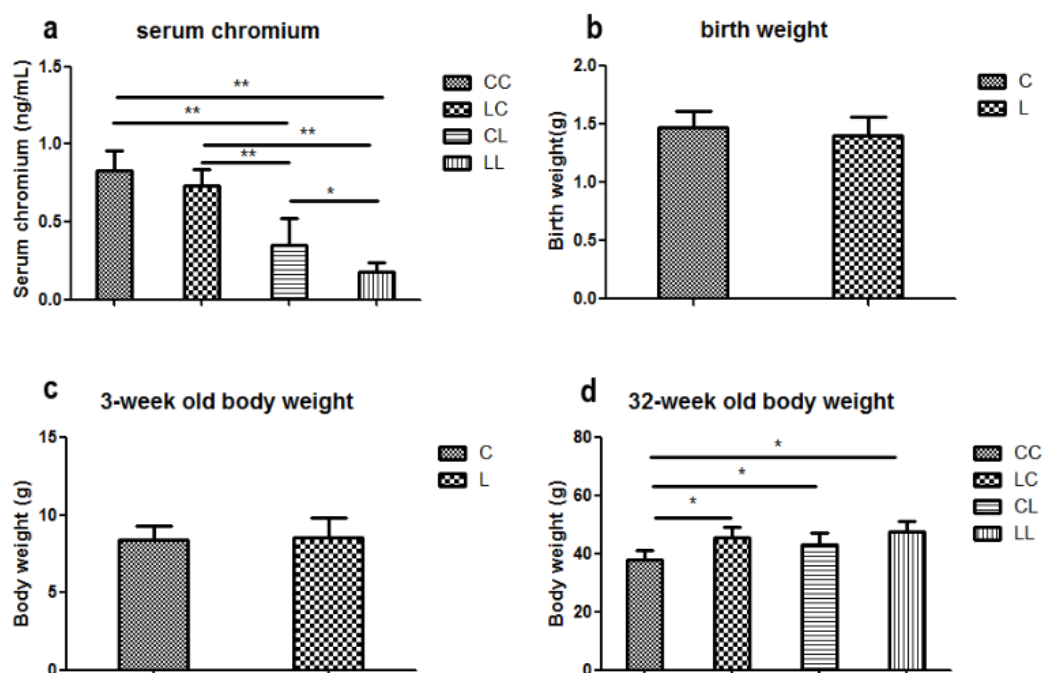 a serum chromium
Serum chromium (ng/mL)
1.5
1.0
0.5
0.0
**
**
**
**
*
CC
LC
CL
LL
b birth weight
Birth weight(g)
2.0
1.5
1.0
0.5
0.0
C
L
c 3-week old body weight
Body weight (g)
15
10
5
0
C
L
d 32-week old body weight
Body weight (g)
80
60
40
20
0
*
*
*
CC
LC
CL
LL